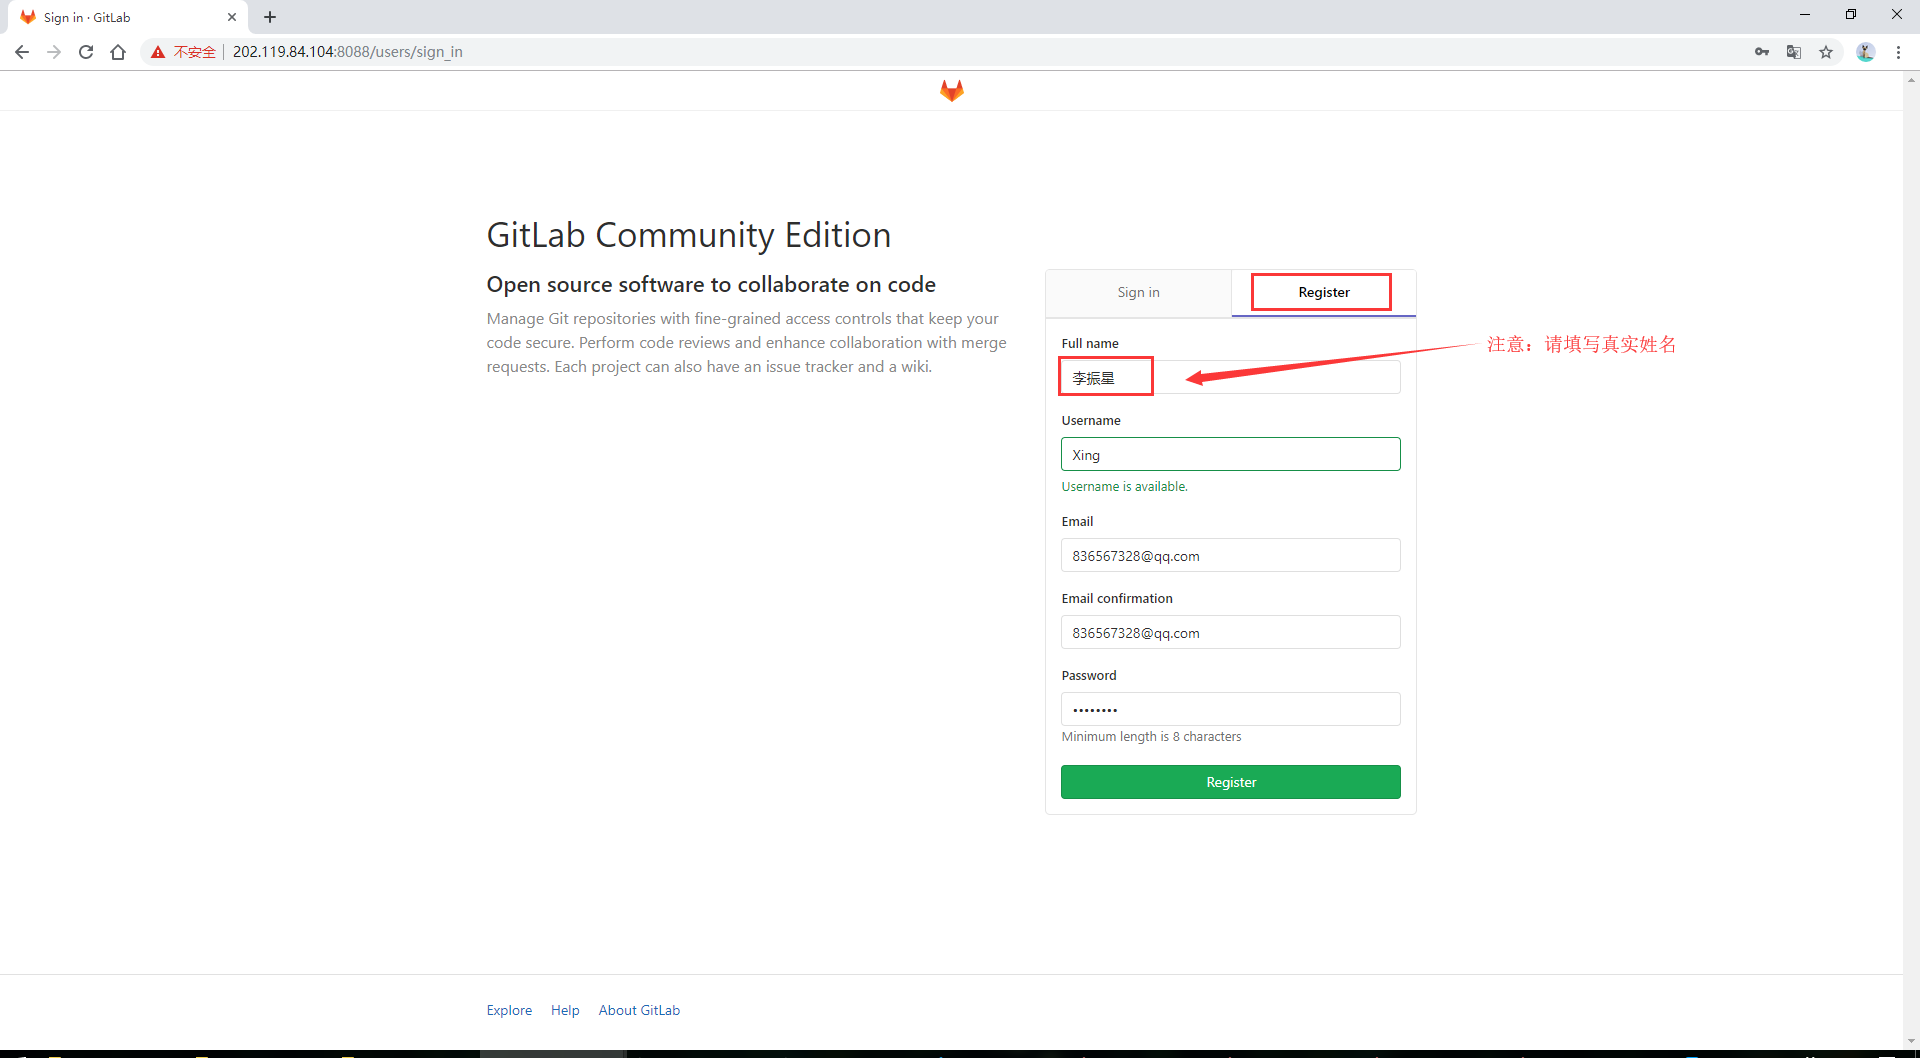 Sign in · GitLab
不安全
202.119.84.104:8088/users/sign_in
GitLab Community Edition
Open source software to collaborate on code
Manage Git repositories with fine-grained access controls that keep your
code secure. Perform code reviews and enhance collaboration with merge
requests. Each project can also have an issue tracker and a wiki.
Sign in
Register
Full name
注意：请填写真实姓名
李振星
Username
Xing
Username is available.
Email
836567328@qq.com
Email confirmation
836567328@qq.com
Password
••••••••
Minimum length is 8 characters
Register
Explore
Help
About GitLab